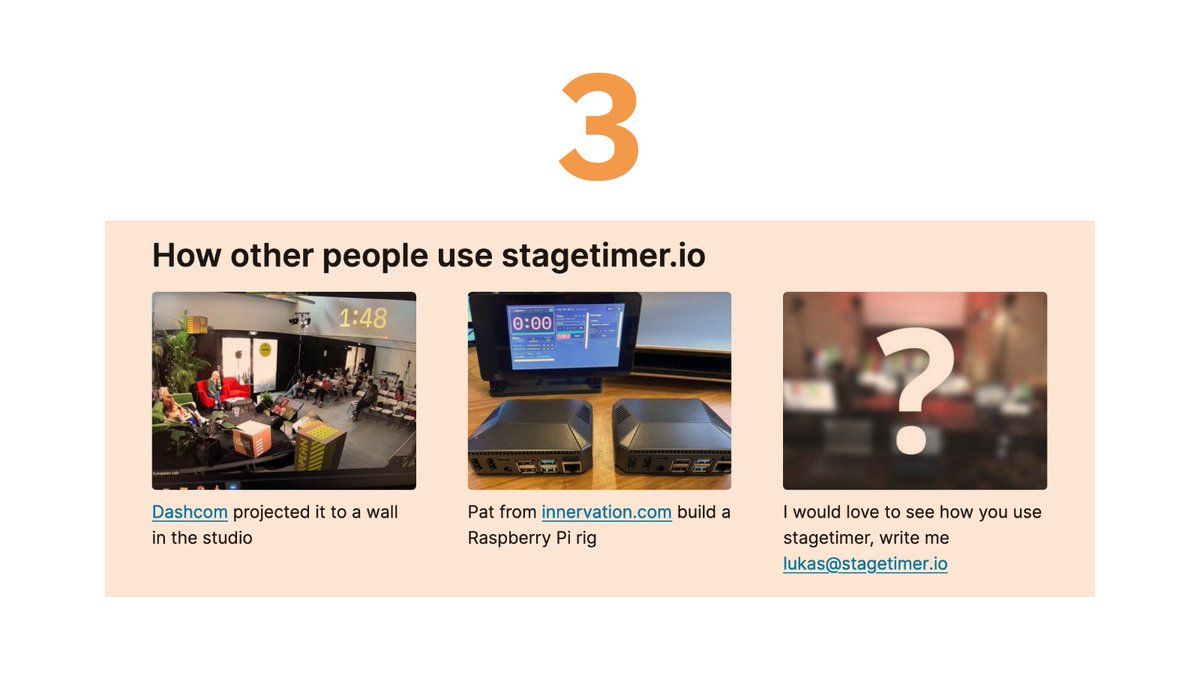 3
How other people use stagetimer.io
1:48
0:00
?
Dashcom projected it to a wall
in the studio
Pat from innervation.com build a
Raspberry Pi rig
I would love to see how you use
stagetimer, write me
lukas@stagetimer.io